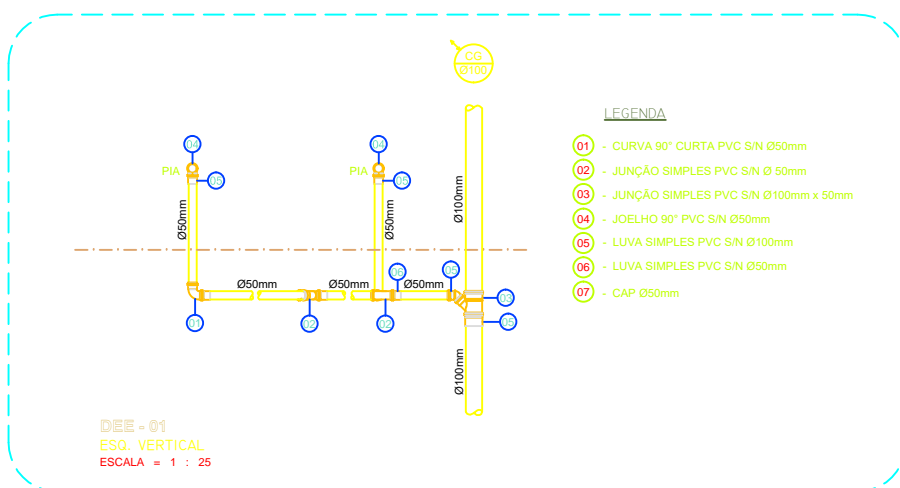 CG
Ø100
LEGENDA
01 - CURVA 90° CURTA PVC S/N Ø50mm
02 - JUNÇÃO SIMPLES PVC S/N Ø 50mm
03 - JUNÇÃO SIMPLES PVC S/N Ø100mm x 50mm
04 - JOELHO 90° PVC S/N Ø50mm
05 - LUVA SIMPLES PVC S/N Ø100mm
06 - LUVA SIMPLES PVC S/N Ø50mm
07 - CAP Ø50mm
04
04
PIA
05
PIA
05
Ø50mm
Ø50mm
Ø100mm
Ø50mm
Ø50mm
06
Ø50mm
05
03
01
02
02
05
Ø100mm
DEE - 01
ESQ. VERTICAL
ESCALA = 1 : 25